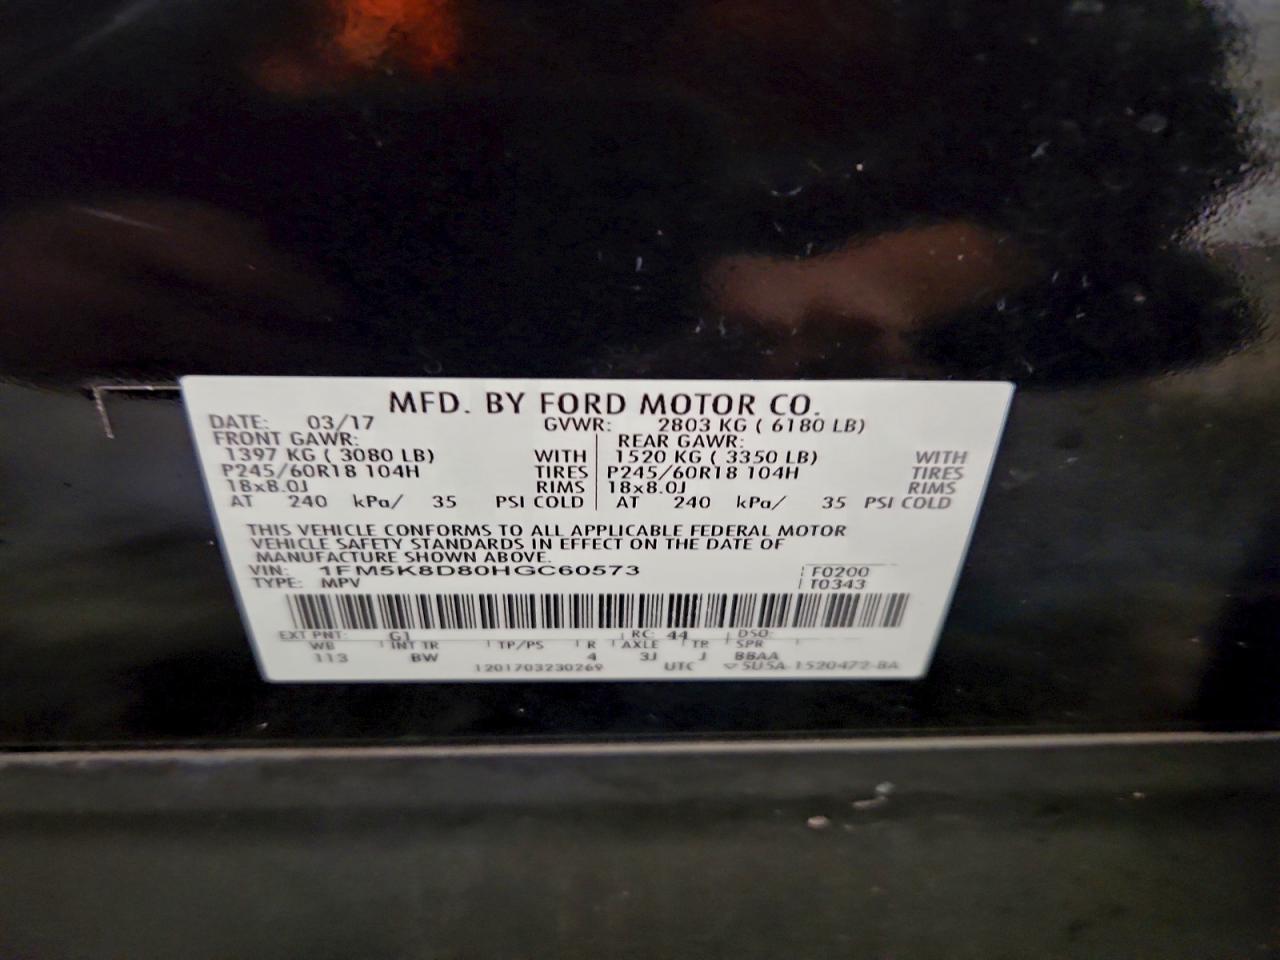 MFD. BY FORD MOTOR CO.
DATE: 03/17 GVWR: 2803 KG ( 6180 LB)
FRONT GAWR: REAR GAWR:
1397 KG ( 3080 LB) WITH 1520 KG ( 3350 LB) WITH
P245/60R18 104H TIRES P245/60R18 104H TIRES
18x8.0J RIMS 18x8.0J RIMS
AT 240 kPa/ 35 PSI COLD AT 240 kPa/ 35 PSI COLD
THIS VEHICLE CONFORMS TO ALL APPLICABLE FEDERAL MOTOR
VEHICLE SAFETY STANDARDS IN EFFECT ON THE DATE OF
MANUFACTURE SHOWN ABOVE.
VIN: 1FM5K8D80HGC60573 F0200
TYPE: MPV T0343
EXT PNT: G1 RC: 44 DSO:
WB INT TR TP/PS R AXLE TR SPR
113 BW 4 3J J BBAA
1201703230269 UTC 5U5A-1520472-BA